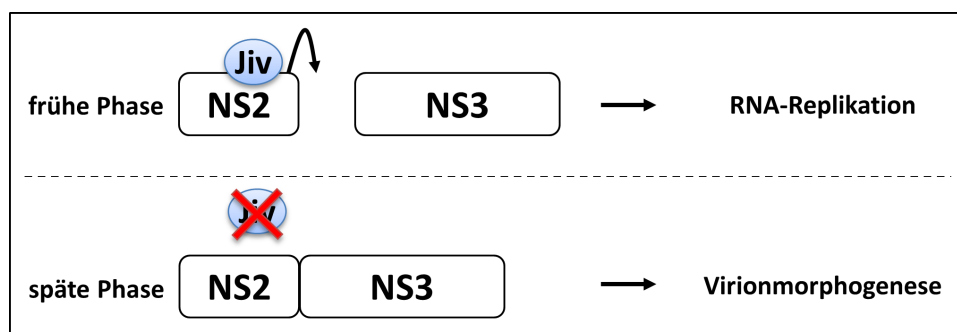 Jiv
frühe Phase NS2 NS3 RNA-Replikation
Jiv
späte Phase NS2 NS3 Virionmorphogenese